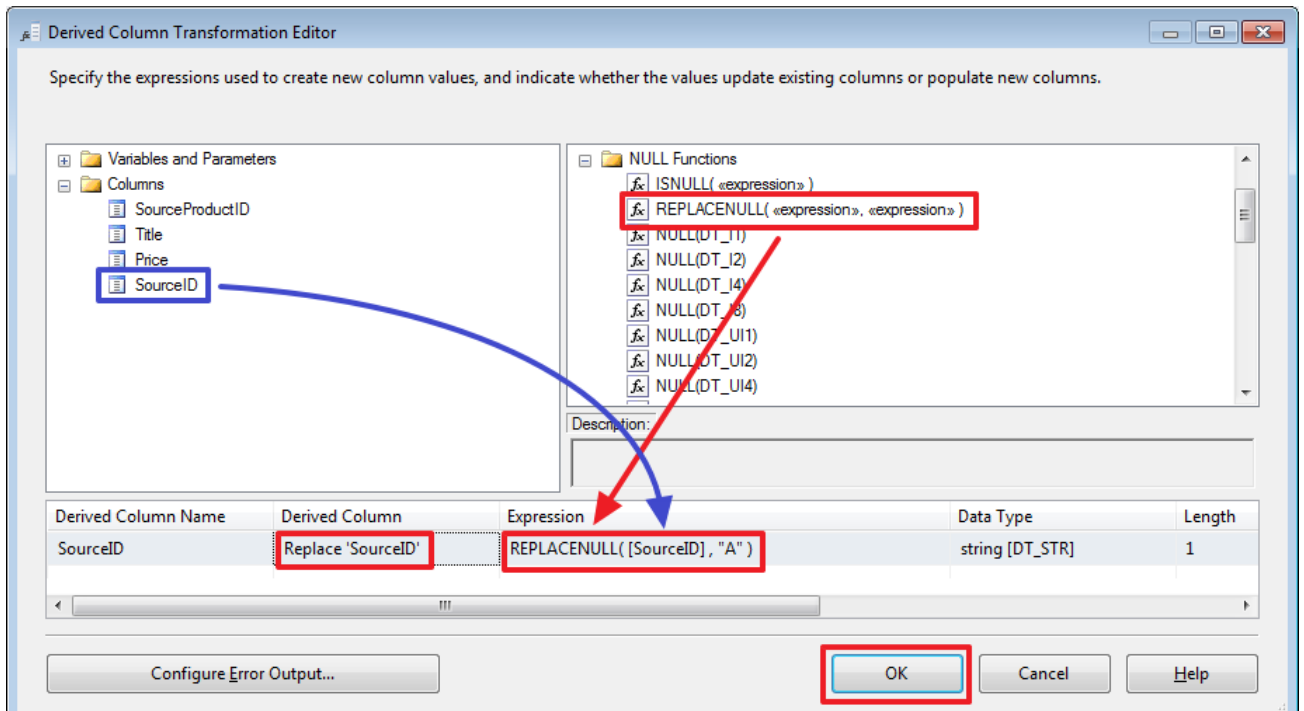 Derived Column Transformation Editor
Specify the expressions used to create new column values, and indicate whether the values update existing columns or populate new columns.
Variables and Parameters
Columns
SourceProductID
Title
Price
SourceID
NULL Functions
ISNULL( «expression» )
REPLACENULL( «expression», «expression» )
NULL(DT_I1)
NULL(DT_I2)
NULL(DT_I4)
NULL(DT_I8)
NULL(DT_UI1)
NULL(DT_UI2)
NULL(DT_UI4)
Description:
Derived Column Name Derived Column Expression Data Type Length
SourceID Replace 'SourceID' REPLACENULL( [SourceID] , "A" ) string [DT_STR] 1
Configure Error Output... OK Cancel Help